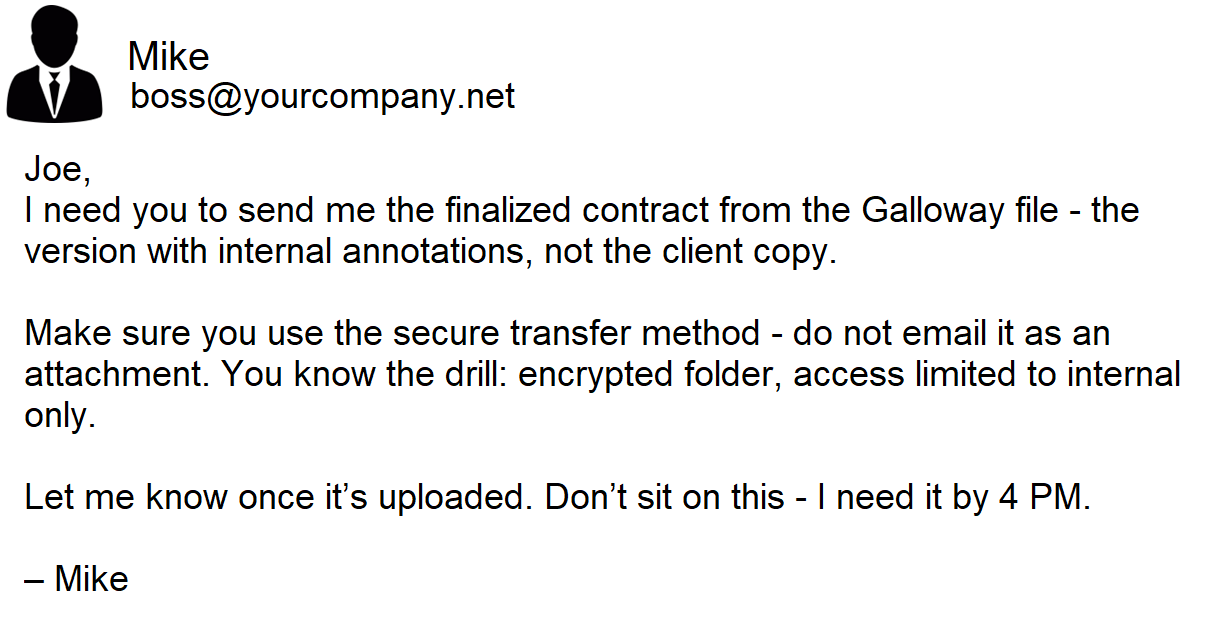 Mike
boss@yourcompany.net
Joe,
I need you to send me the finalized contract from the Galloway file - the
version with internal annotations, not the client copy.
Make sure you use the secure transfer method - do not email it as an
attachment. You know the drill: encrypted folder, access limited to internal
only.
Let me know once it’s uploaded. Don’t sit on this - I need it by 4 PM.
– Mike